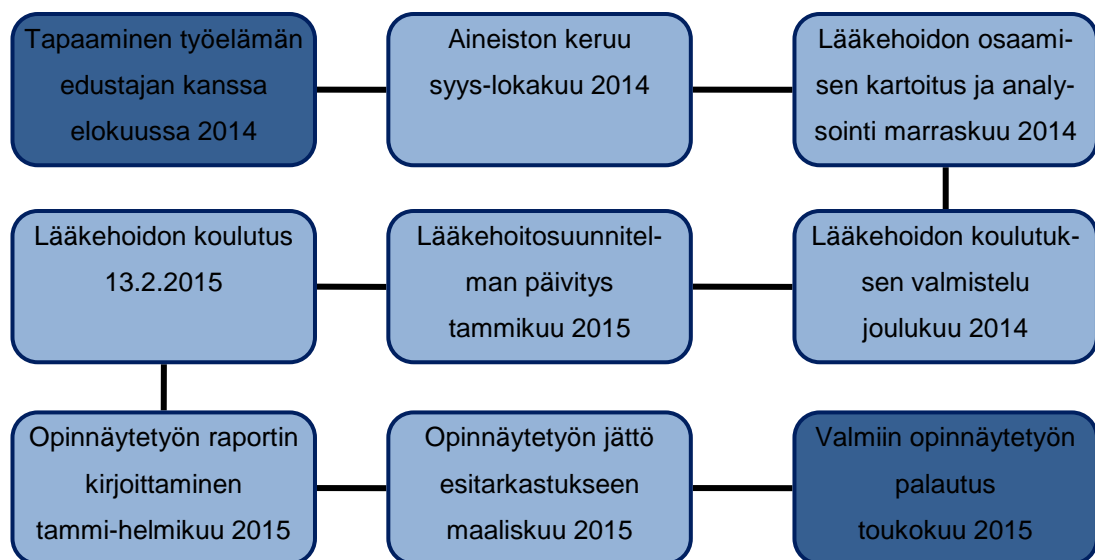 Tapaaminen työelämän
edustajan kanssa
elokuussa 2014
Aineiston keruu
syys-lokakuu 2014
Lääkehoidon osaami-
sen kartoitus ja analy-
sointi marraskuu 2014
Lääkehoidon koulutus
13.2.2015
Lääkehoitosuunnitel-
man päivitys
tammikuu 2015
Lääkehoidon koulutuk-
sen valmistelu
joulukuu 2014
Opinnäytetyön raportin
kirjoittaminen
tammi-helmikuu 2015
Opinnäytetyön jättö
esitarkastukseen
maaliskuu 2015
Valmiin opinnäytetyön
palautus
toukokuu 2015